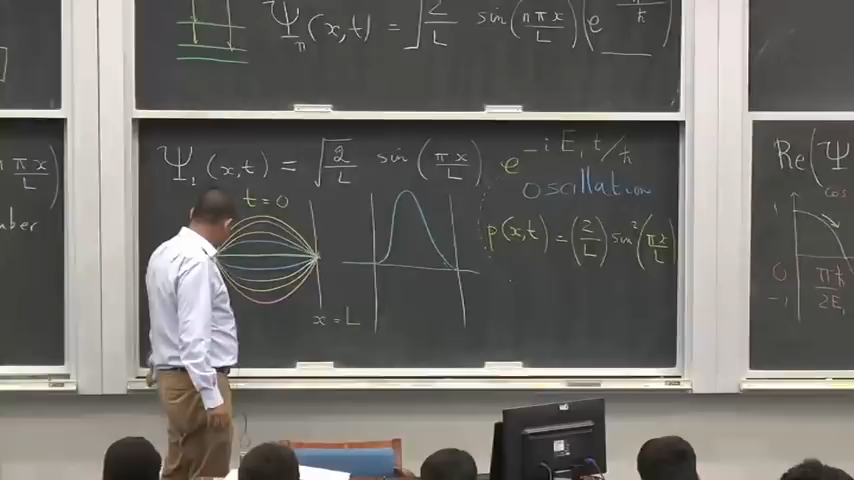 Ψₙ(x,t) = √(2/L) sin(nπx/L) e
πx/L)
mber
Ψ₁(x,t) = √(2/L) sin(πx/L) e^(-iE₁t/ħ)
oscillation
t=0
p(x,t) = (2/L) sin²(πx/L)
x=L
Re(Ψ
cos
1
0
-1
πħ/2E₁